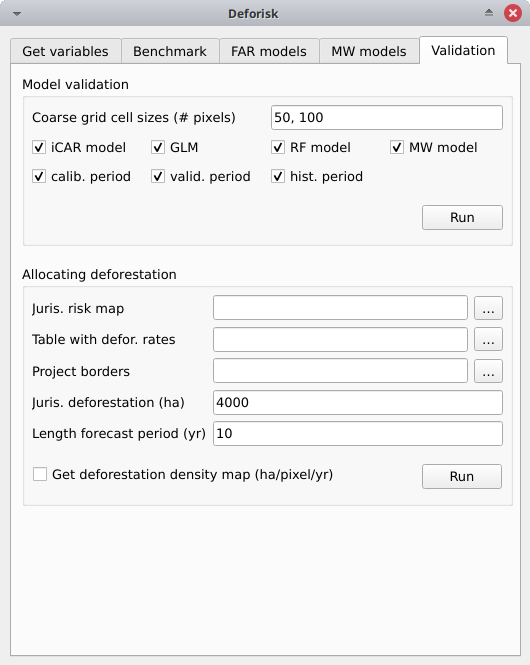 Deforisk
Get variables Benchmark FAR models MW models Validation
Model validation
Coarse grid cell sizes (# pixels) 50, 100
iCAR model GLM RF model MW model
calib. period valid. period hist. period
Run
Allocating deforestation
Juris. risk map ...
Table with defor. rates ...
Project borders ...
Juris. deforestation (ha) 4000
Length forecast period (yr) 10
Get deforestation density map (ha/pixel/yr) Run